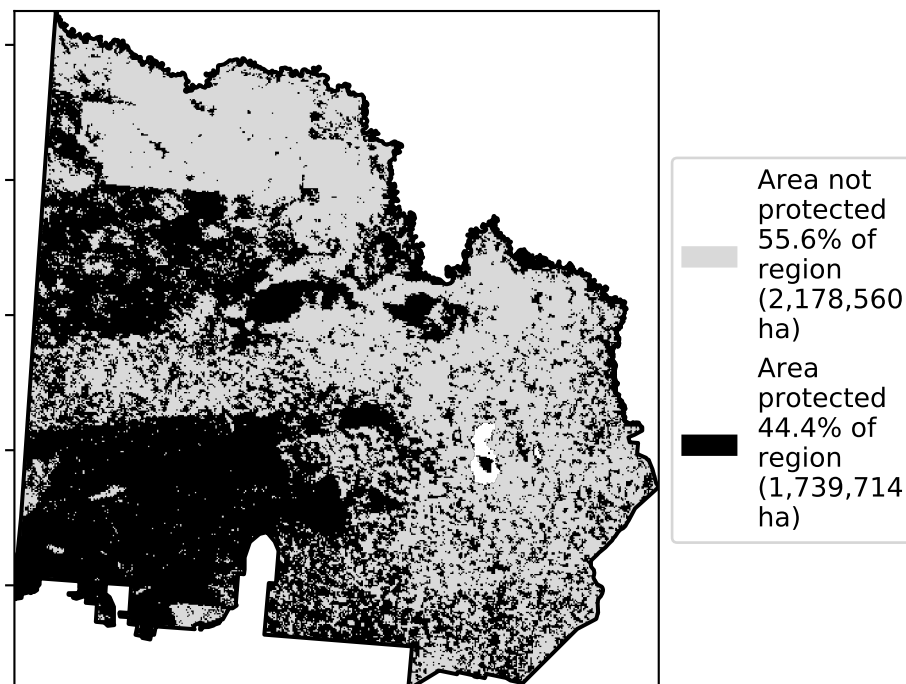 Area not
protected
55.6% of
region
(2,178,560
ha)
Area
protected
44.4% of
region
(1,739,714
ha)